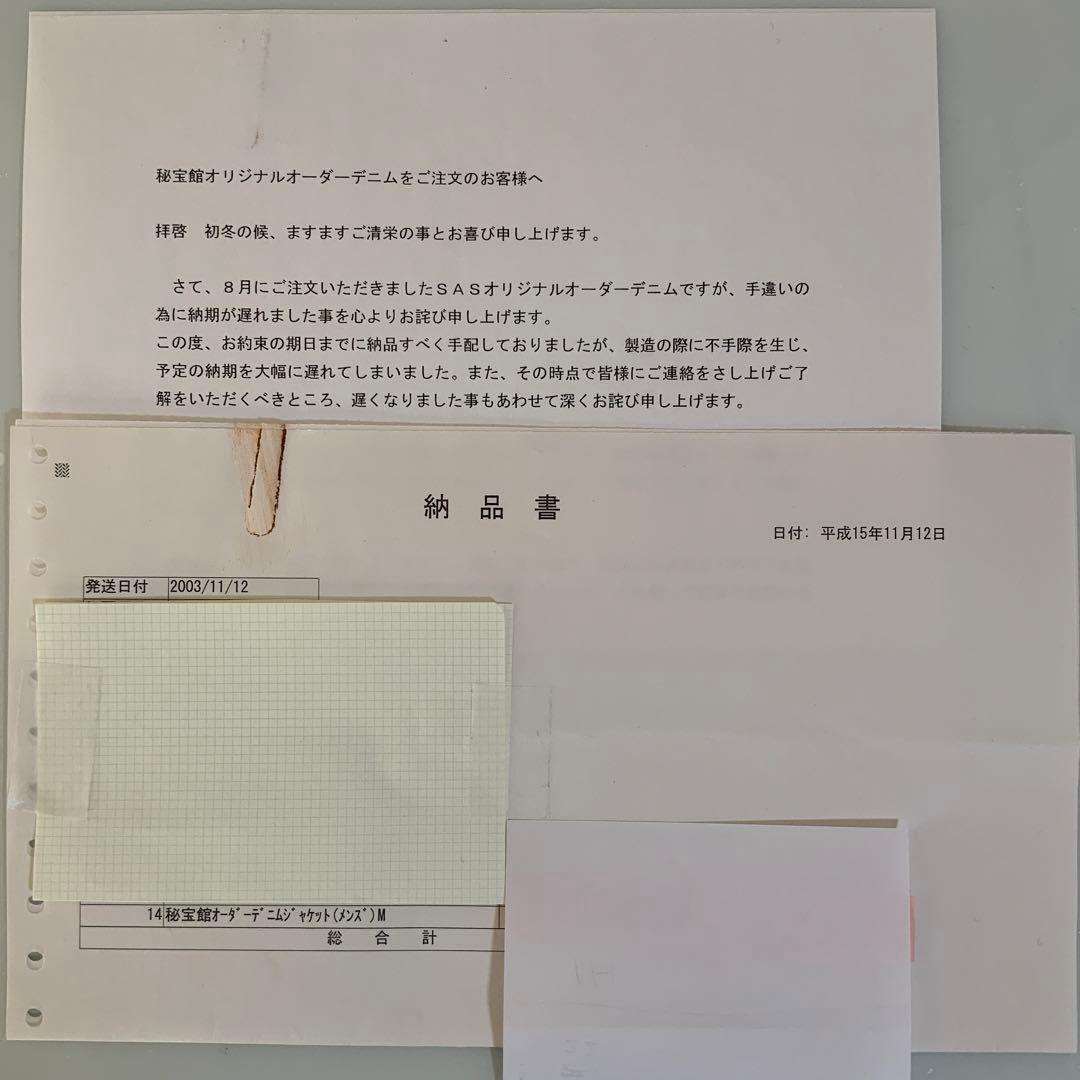 秘宝館オリジナルオーダーデニムをご注文のお客様へ
拝啓　初冬の候、ますますご清栄の事とお喜び申し上げます。
さて、８月にご注文いただきましたＳＡＳオリジナルオーダーデニムですが、手違いの
為に納期が遅れました事を心よりお詫び申し上げます。
この度、お約束の期日までに納品すべく手配しておりましたが、製造の際に不手際を生じ、
予定の納期を大幅に遅れてしまいました。また、その時点で皆様にご連絡をさし上げご了
解をいただくべきところ、遅くなりました事もあわせて深くお詫び申し上げます。
納 品 書
日付: 平成15年11月12日
発送日付 2003/11/12
14 秘宝館ｵｰﾀﾞｰﾃﾞﾆﾑｼﾞｬｹｯﾄ(ﾒﾝｽﾞ)M
総 合 計